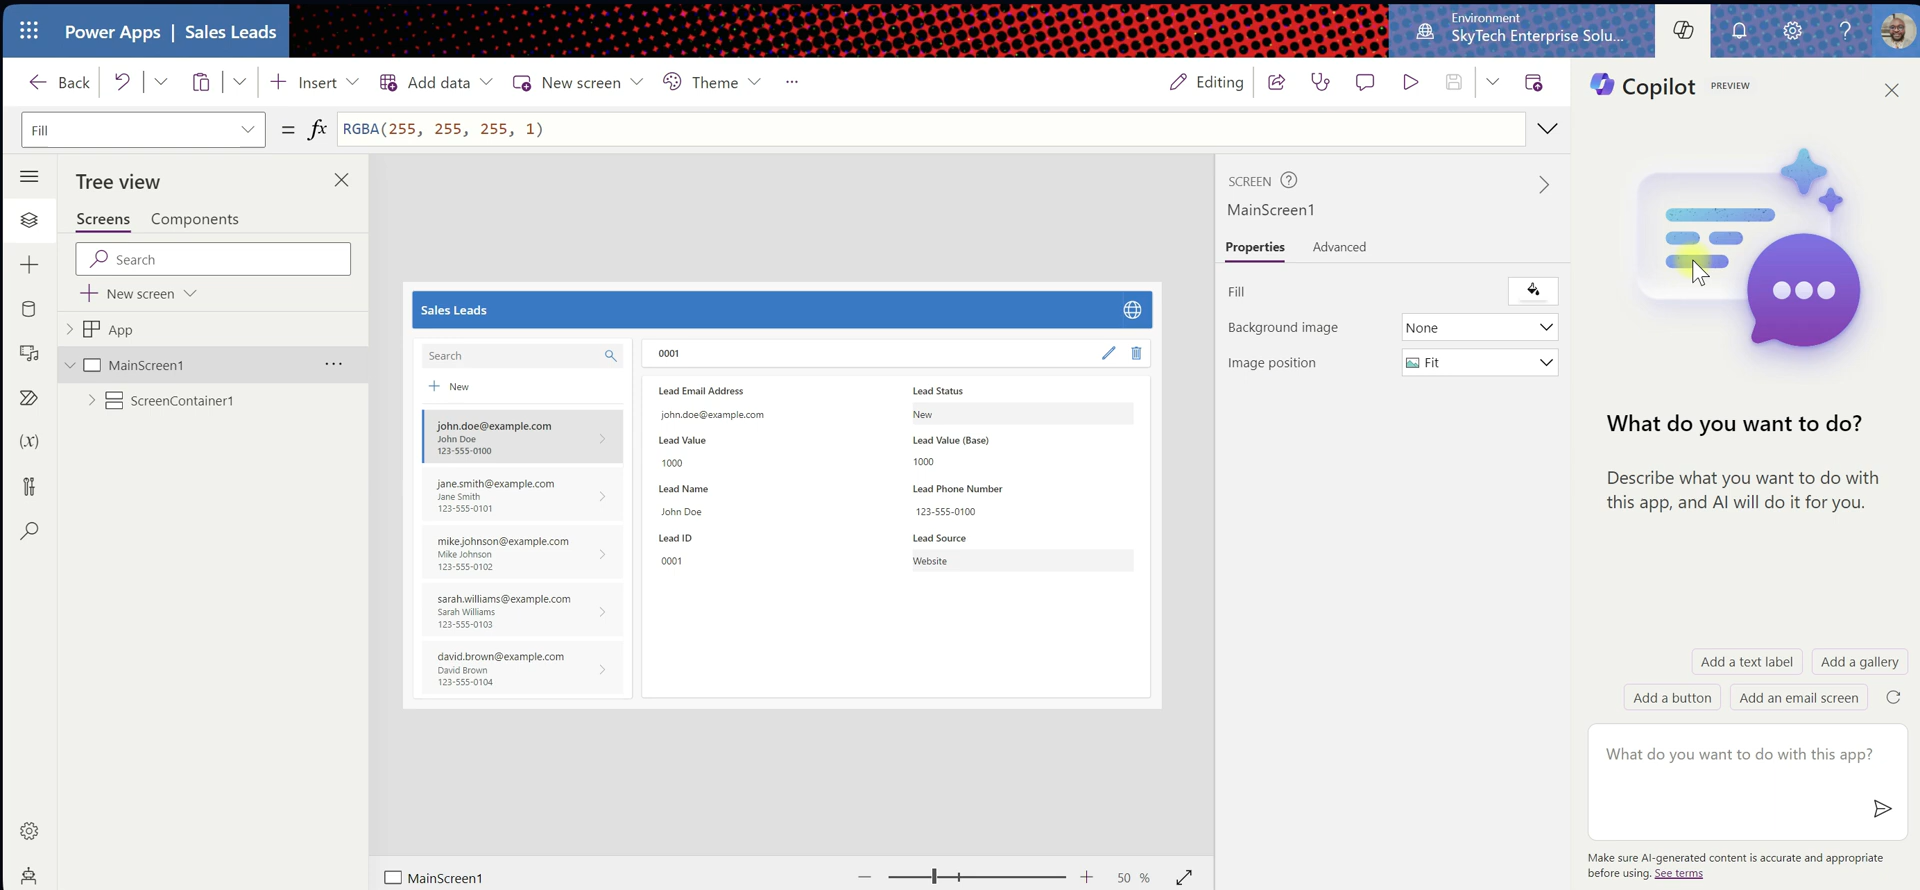 Power Apps | Sales Leads
Environment
SkyTech Enterprise Solu...
Back
Insert
Add data
New screen
Theme
...
Editing
Copilot PREVIEW
Fill
= fx RGBA(255, 255, 255, 1)
Tree view
Screens Components
Search
New screen
App
MainScreen1 ...
ScreenContainer1
(x)
Sales Leads
Search
New
john.doe@example.com
John Doe
123-555-0100
jane.smith@example.com
Jane Smith
123-555-0101
mike.johnson@example.com
Mike Johnson
123-555-0102
sarah.williams@example.com
Sarah Williams
123-555-0103
david.brown@example.com
David Brown
123-555-0104
0001
Lead Email Address Lead Status
john.doe@example.com New
Lead Value Lead Value (Base)
1000 1000
Lead Name Lead Phone Number
John Doe 123-555-0100
Lead ID Lead Source
0001 Website
SCREEN ?
MainScreen1
Properties Advanced
Fill
Background image None
Image position Fit
What do you want to do?
Describe what you want to do with
this app, and AI will do it for you.
Add a text label Add a gallery
Add a button Add an email screen
What do you want to do with this app?
Make sure AI-generated content is accurate and appropriate
before using. See terms
MainScreen1
50 %